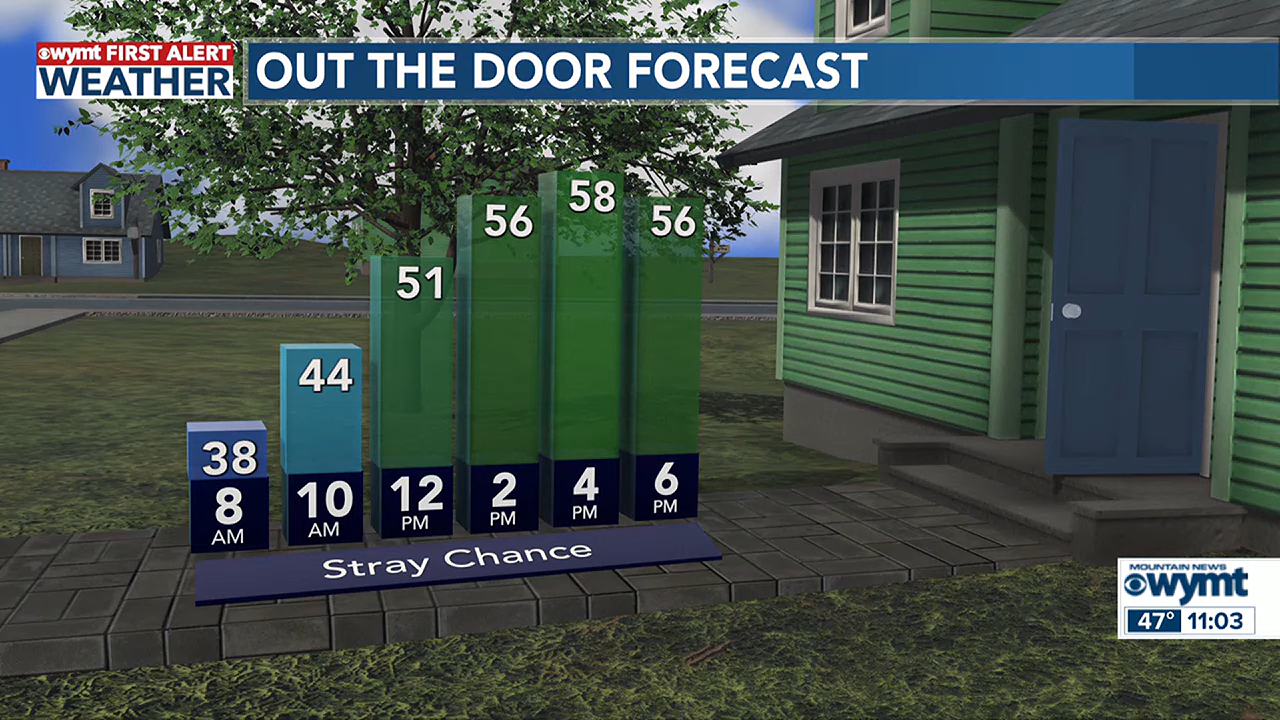 wymt FIRST ALERT
WEATHER
OUT THE DOOR FORECAST
38
44
51
56
58
56
8
AM
10
AM
12
PM
2
PM
4
PM
6
PM
Stray Chance
MOUNTAIN NEWS
wymt
47° 11:03